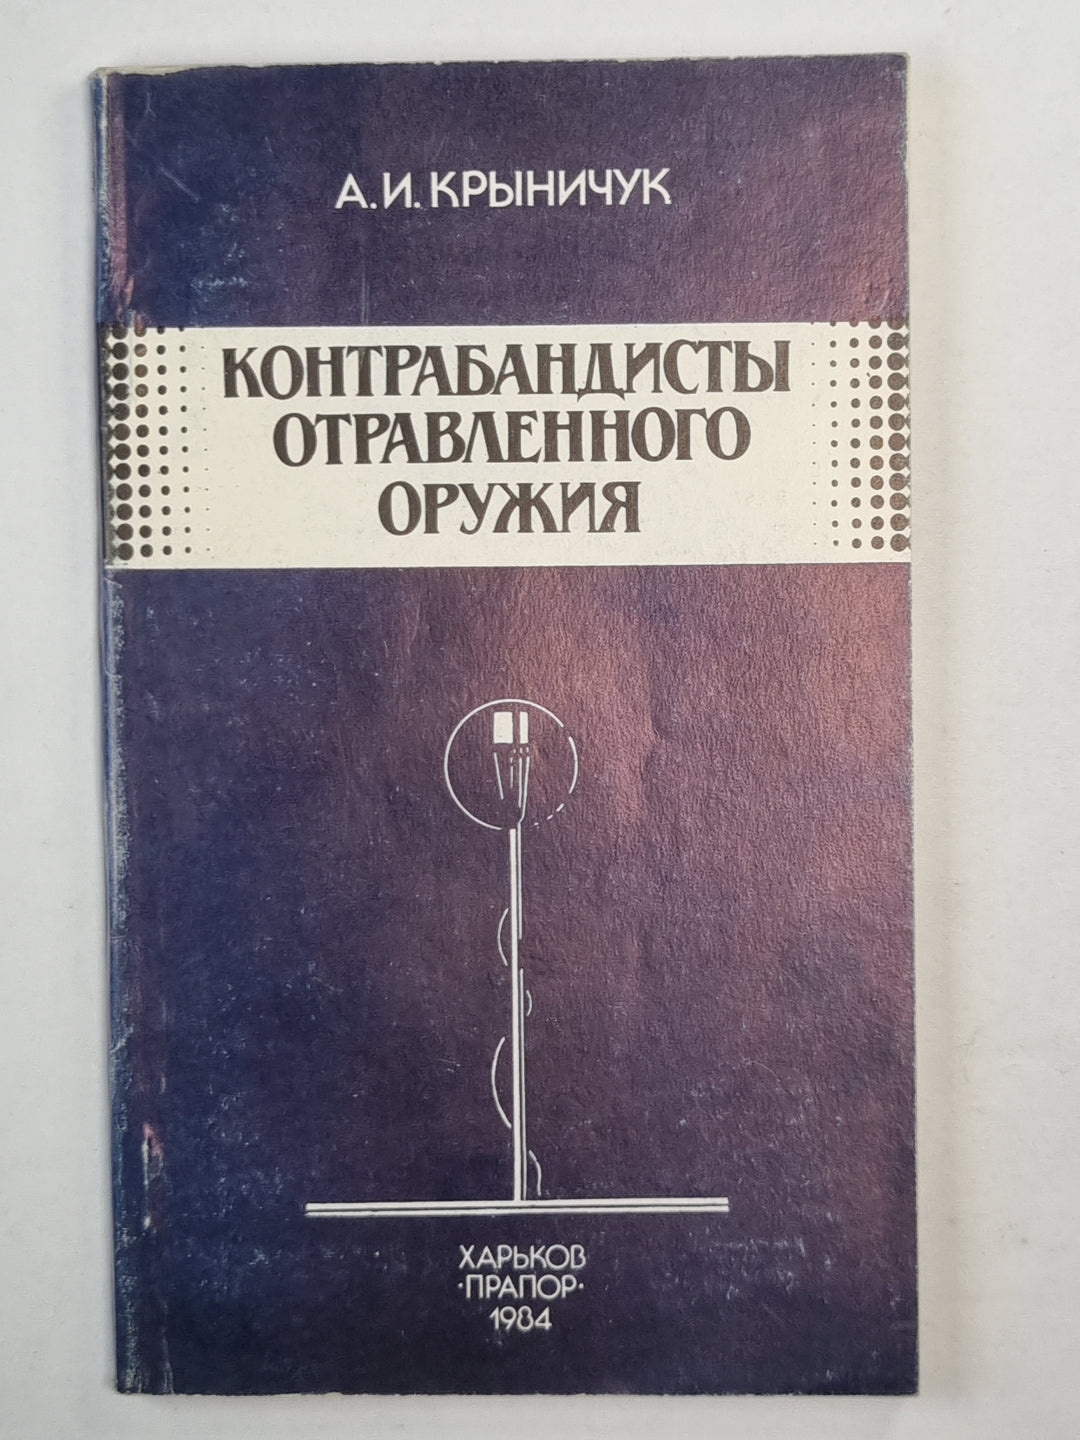 А. И. КРЫНИЧУК
КОНТРАБАНДИСТЫ
ОТРАВЛЕННОГО
ОРУЖИЯ
ХАРЬКОВ
·ПРАПОР·
1984